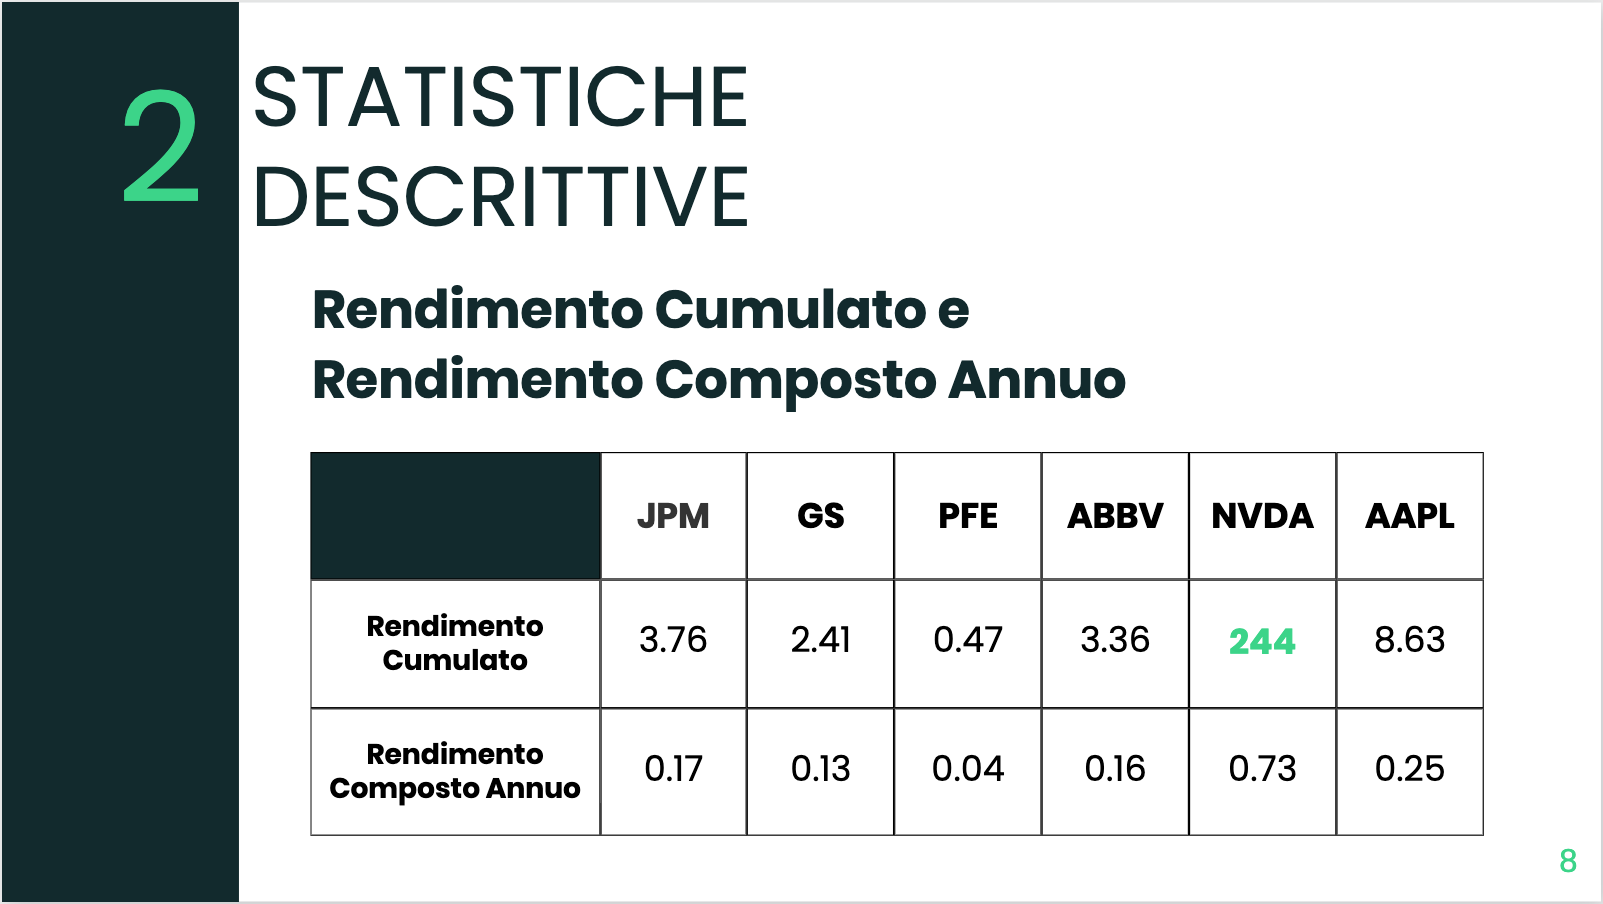 2
STATISTICHE
DESCRITTIVE
Rendimento Cumulato e
Rendimento Composto Annuo
JPM GS PFE ABBV NVDA AAPL
Rendimento
Cumulato
3.76 2.41 0.47 3.36 244 8.63
Rendimento
Composto Annuo
0.17 0.13 0.04 0.16 0.73 0.25
8